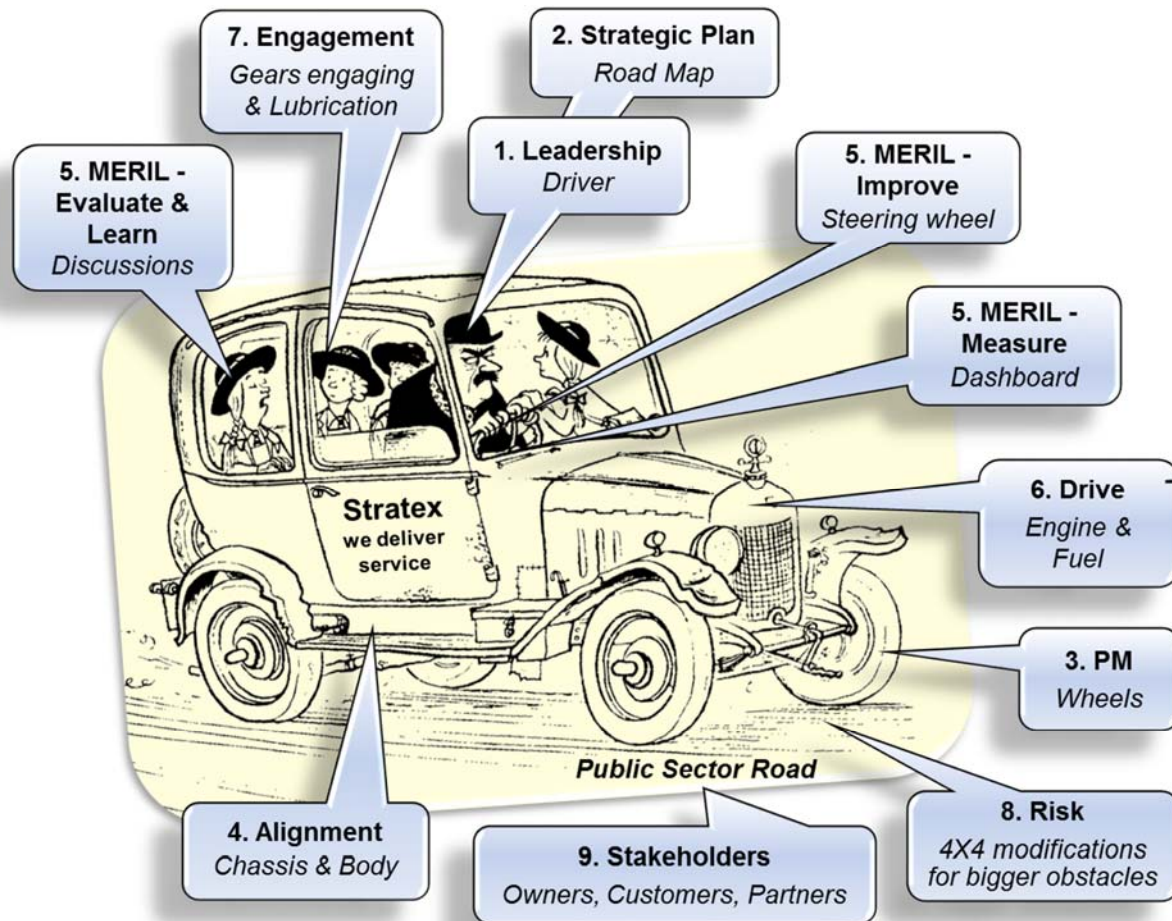 7. Engagement
Gears engaging
& Lubrication
2. Strategic Plan
Road Map
1. Leadership
Driver
5. MERIL -
Improve
Steering wheel
5. MERIL -
Evaluate &
Learn
Discussions
5. MERIL -
Measure
Dashboard
6. Drive
Engine &
Fuel
Stratex
we deliver
service
3. PM
Wheels
Public Sector Road
4. Alignment
Chassis & Body
9. Stakeholders
Owners, Customers, Partners
8. Risk
4X4 modifications
for bigger obstacles